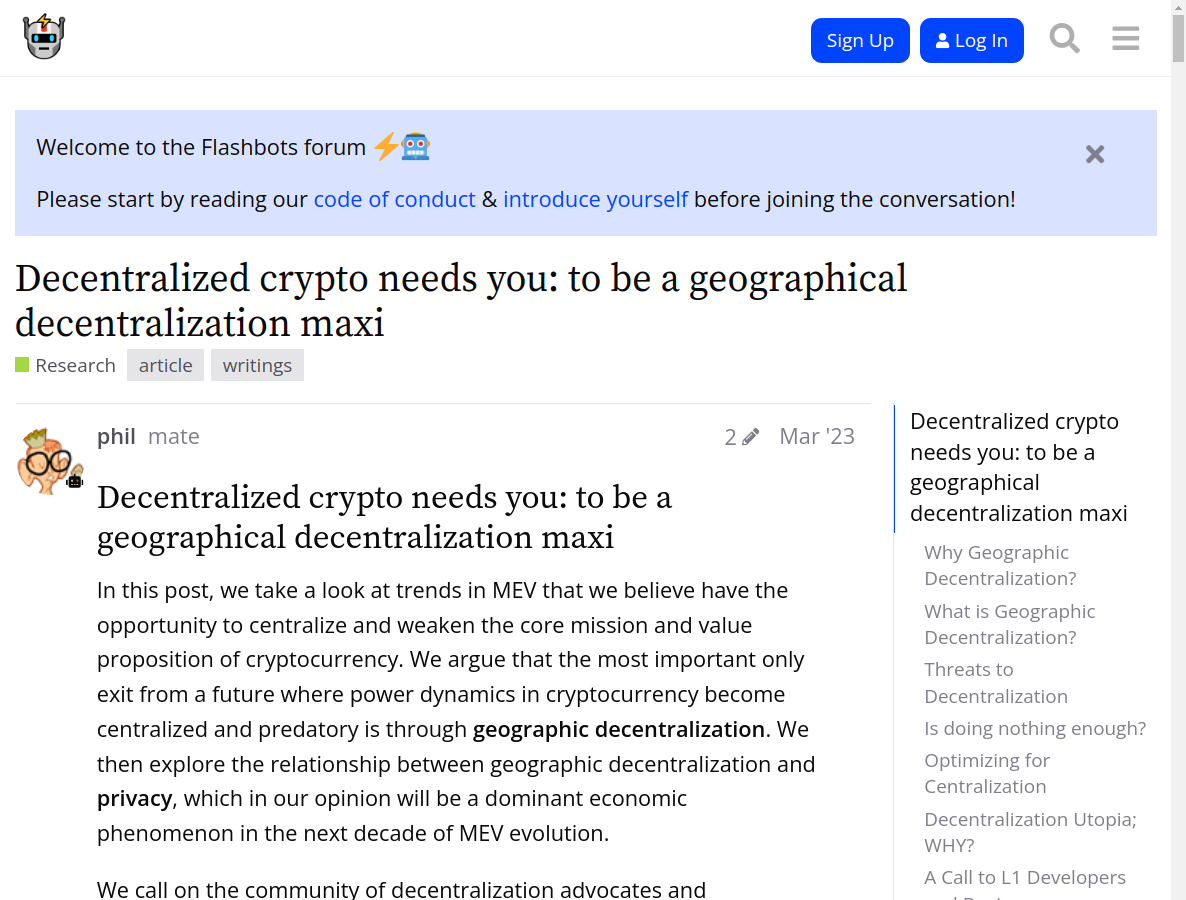 Sign Up
Log In
Welcome to the Flashbots forum
Please start by reading our code of conduct & introduce yourself before joining the conversation!
Decentralized crypto needs you: to be a geographical
decentralization maxi
Research article writings
phil mate 2 Mar '23
Decentralized crypto needs you: to be a
geographical decentralization maxi
In this post, we take a look at trends in MEV that we believe have the
opportunity to centralize and weaken the core mission and value
proposition of cryptocurrency. We argue that the most important only
exit from a future where power dynamics in cryptocurrency become
centralized and predatory is through geographic decentralization. We
then explore the relationship between geographic decentralization and
privacy, which in our opinion will be a dominant economic
phenomenon in the next decade of MEV evolution.
We call on the community of decentralization advocates and
Decentralized crypto
needs you: to be a
geographical
decentralization maxi
Why Geographic
Decentralization?
What is Geographic
Decentralization?
Threats to
Decentralization
Is doing nothing enough?
Optimizing for
Centralization
Decentralization Utopia;
WHY?
A Call to L1 Developers